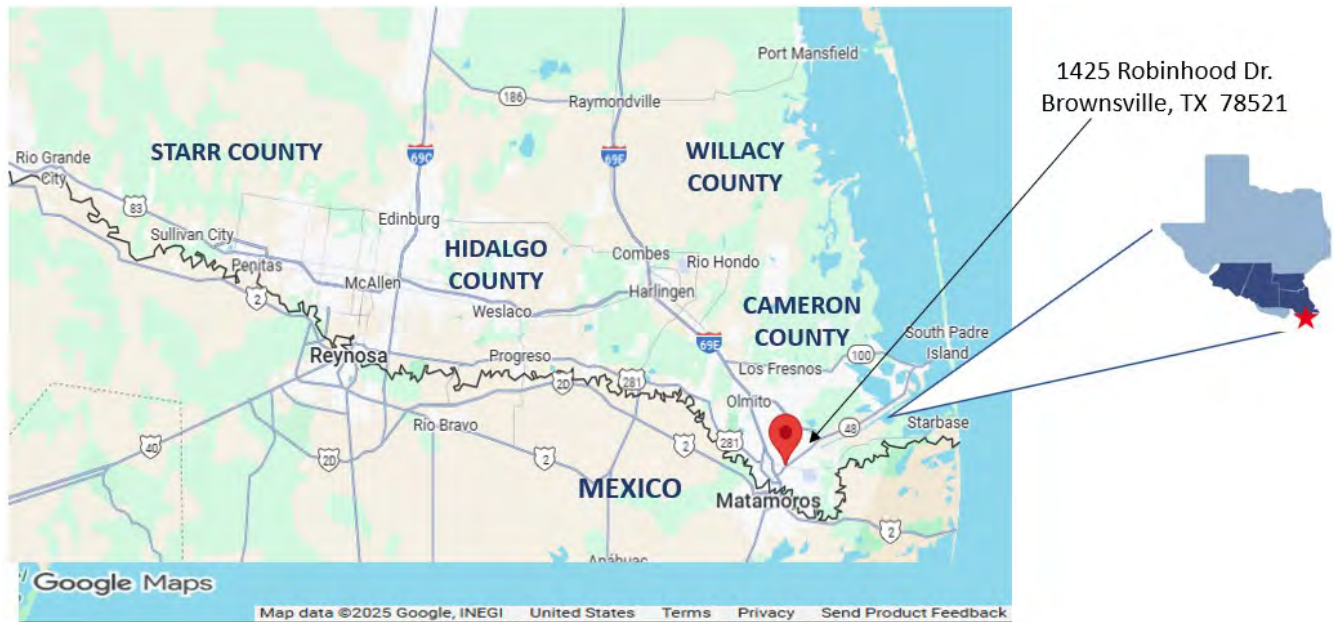 Port Mansfield
1425 Robinhood Dr.
Brownsville, TX 78521
186
Raymondville
STARR COUNTY
69C
69E
WILLACY
COUNTY
Rio Grande
City
83
Edinburg
Sullivan City
HIDALGO
COUNTY
Combes
Rio Hondo
Penitas
McAllen
Harlingen
2
Weslaco
CAMERON
COUNTY
69E
South Padre
Island
Reynosa
Progreso
100
Los Fresnos
20
281
Olmito
Río Bravo
48
Starbase
40
20
2
2
281
MEXICO
Matamoros
2
Anáhuac
Google Maps
Map data ©2025 Google, INEGI United States Terms Privacy Send Product Feedback